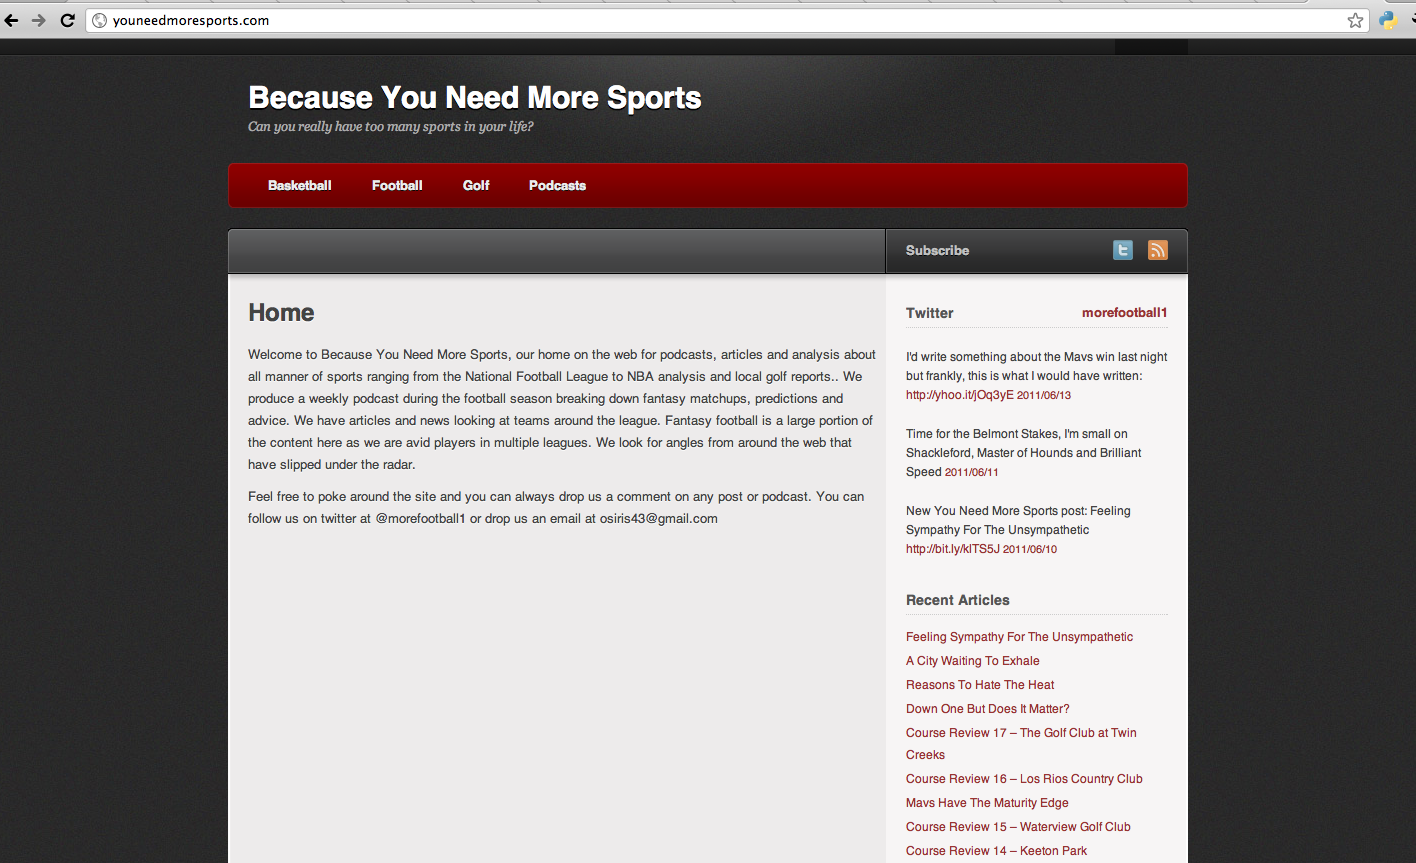 youneedmoresports.com
Because You Need More Sports
Can you really have too many sports in your life?
Basketball Football Golf Podcasts
Subscribe
Home
Welcome to Because You Need More Sports, our home on the web for podcasts, articles and analysis about
all manner of sports ranging from the National Football League to NBA analysis and local golf reports.. We
produce a weekly podcast during the football season breaking down fantasy matchups, predictions and
advice. We have articles and news looking at teams around the league. Fantasy football is a large portion of
the content here as we are avid players in multiple leagues. We look for angles from around the web that
have slipped under the radar.
Feel free to poke around the site and you can always drop us a comment on any post or podcast. You can
follow us on twitter at @morefootball1 or drop us an email at osiris43@gmail.com
Twitter morefootball1
I'd write something about the Mavs win last night
but frankly, this is what I would have written:
http://yhoo.it/jOq3yE 2011/06/13
Time for the Belmont Stakes, I'm small on
Shackleford, Master of Hounds and Brilliant
Speed 2011/06/11
New You Need More Sports post: Feeling
Sympathy For The Unsympathetic
http://bit.ly/klTS5J 2011/06/10
Recent Articles
Feeling Sympathy For The Unsympathetic
A City Waiting To Exhale
Reasons To Hate The Heat
Down One But Does It Matter?
Course Review 17 – The Golf Club at Twin
Creeks
Course Review 16 – Los Rios Country Club
Mavs Have The Maturity Edge
Course Review 15 – Waterview Golf Club
Course Review 14 – Keeton Park